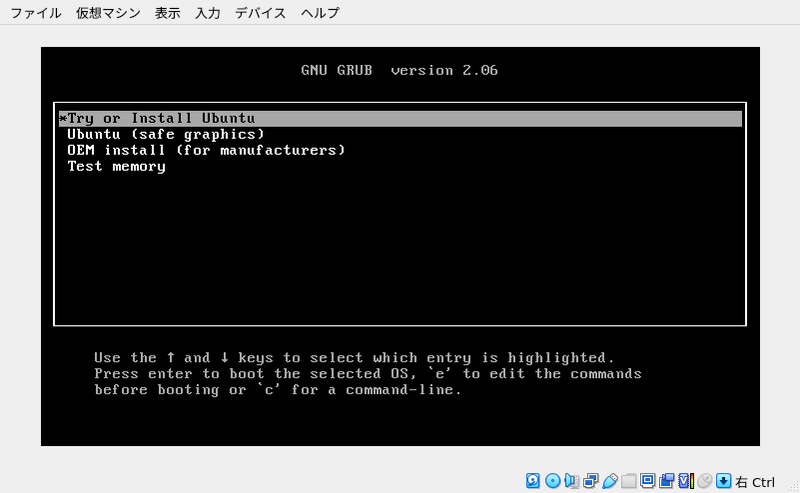 ファイル 仮想マシン 表示 入力 デバイス ヘルプ
GNU GRUB  version 2.06
*Try or Install Ubuntu
Ubuntu (safe graphics)
OEM install (for manufacturers)
Test memory
Use the ↑ and ↓ keys to select which entry is highlighted.
Press enter to boot the selected OS, `e' to edit the commands
before booting or `c' for a command-line.
右 Ctrl